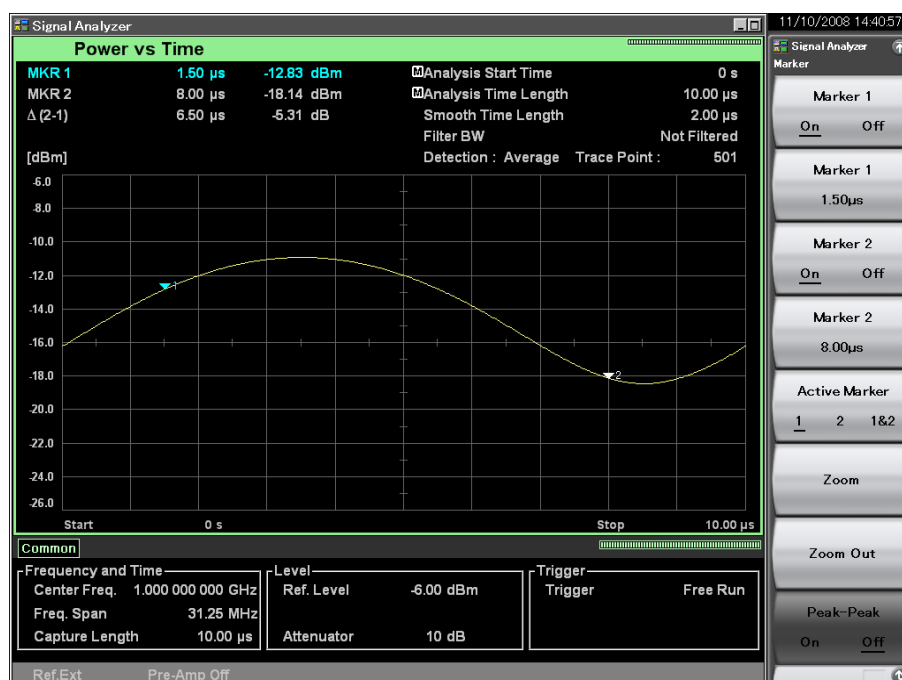 Signal Analyzer
11/10/2008 14:40:57
Power vs Time
MKR 1 1.50 µs -12.83 dBm
MKR 2 8.00 µs -18.14 dBm
Δ (2-1) 6.50 µs -5.31 dB
M Analysis Start Time 0 s
M Analysis Time Length 10.00 µs
Smooth Time Length 2.00 µs
Filter BW Not Filtered
Detection : Average Trace Point : 501
[dBm]
-6.0
-8.0
-10.0
-12.0
-14.0
-16.0
-18.0
-20.0
-22.0
-24.0
-26.0
1
2
Start 0 s Stop 10.00 µs
Common
Frequency and Time
Center Freq. 1.000 000 000 GHz
Freq. Span 31.25 MHz
Capture Length 10.00 µs
Level
Ref. Level -6.00 dBm
Attenuator 10 dB
Trigger
Trigger Free Run
Ref.Ext Pre-Amp Off
Signal Analyzer
Marker
Marker 1
On Off
Marker 1
1.50µs
Marker 2
On Off
Marker 2
8.00µs
Active Marker
1 2 1&2
Zoom
Zoom Out
Peak-Peak
On Off